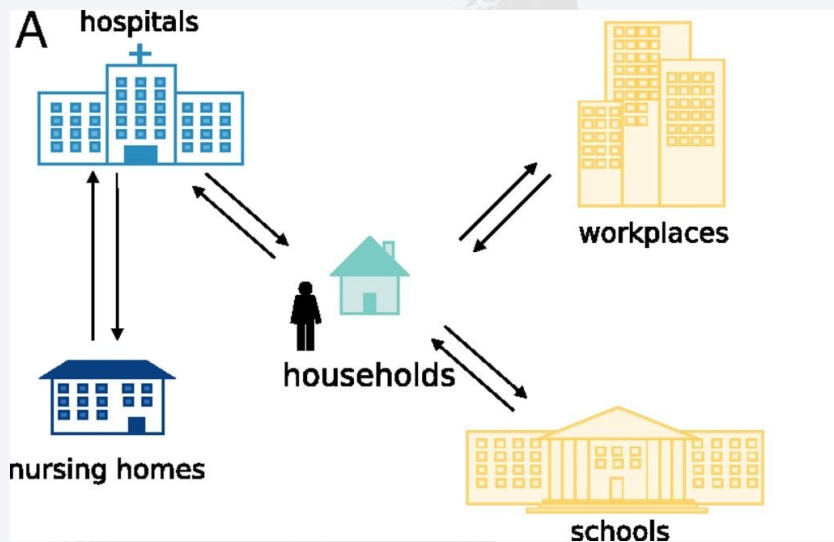 A
hospitals
workplaces
households
nursing homes
schools